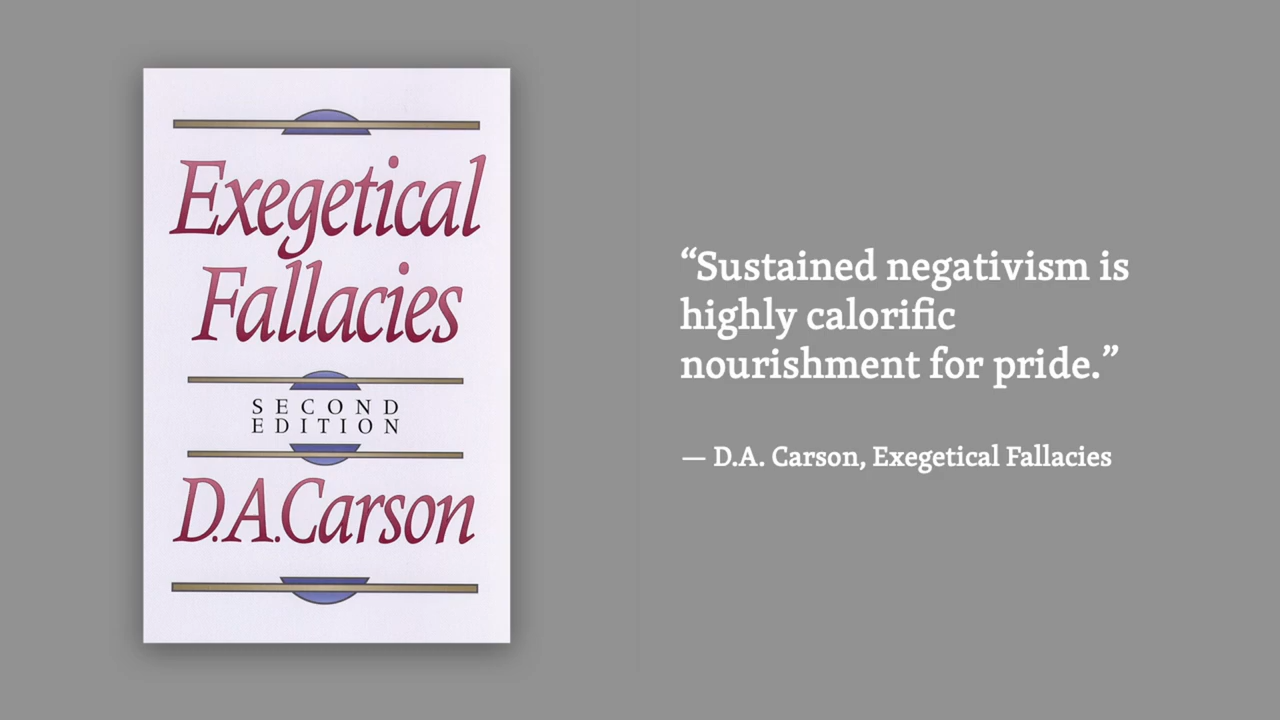 Exegetical
Fallacies
SECOND
EDITION
D.A.Carson
“Sustained negativism is
highly calorific
nourishment for pride.”
— D.A. Carson, Exegetical Fallacies